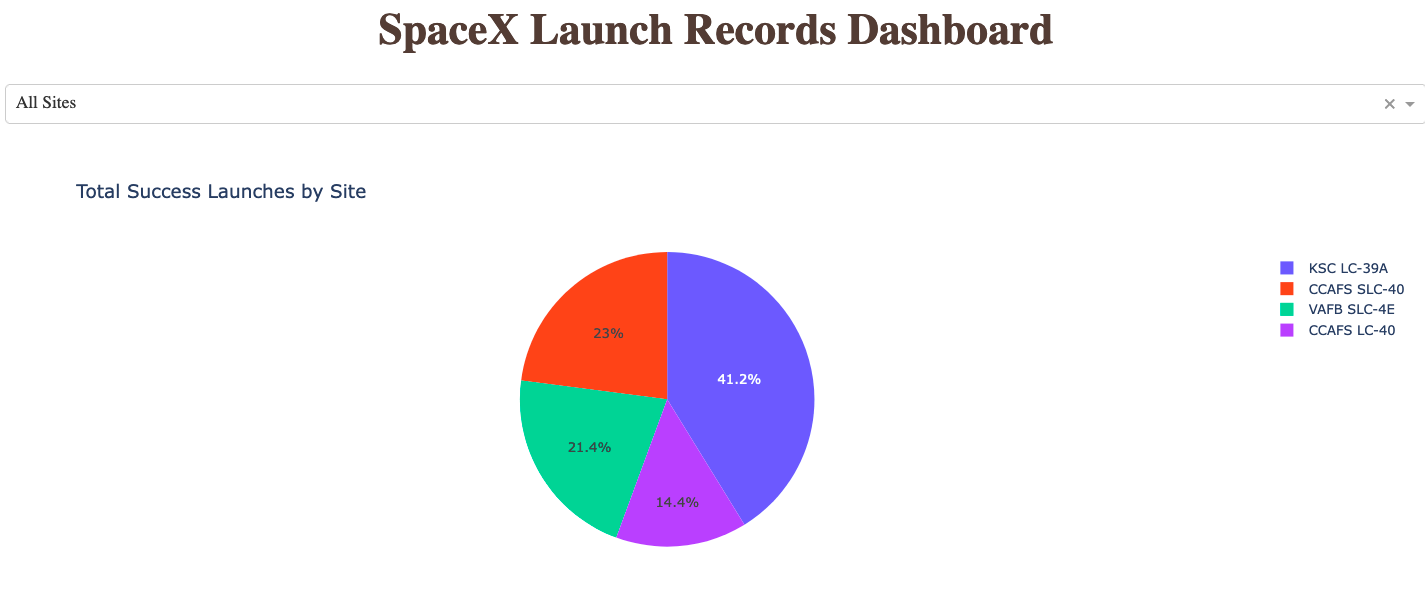 SpaceX Launch Records Dashboard
All Sites
Total Success Launches by Site
KSC LC-39A
CCAFS SLC-40
VAFB SLC-4E
CCAFS LC-40
23%
41.2%
21.4%
14.4%